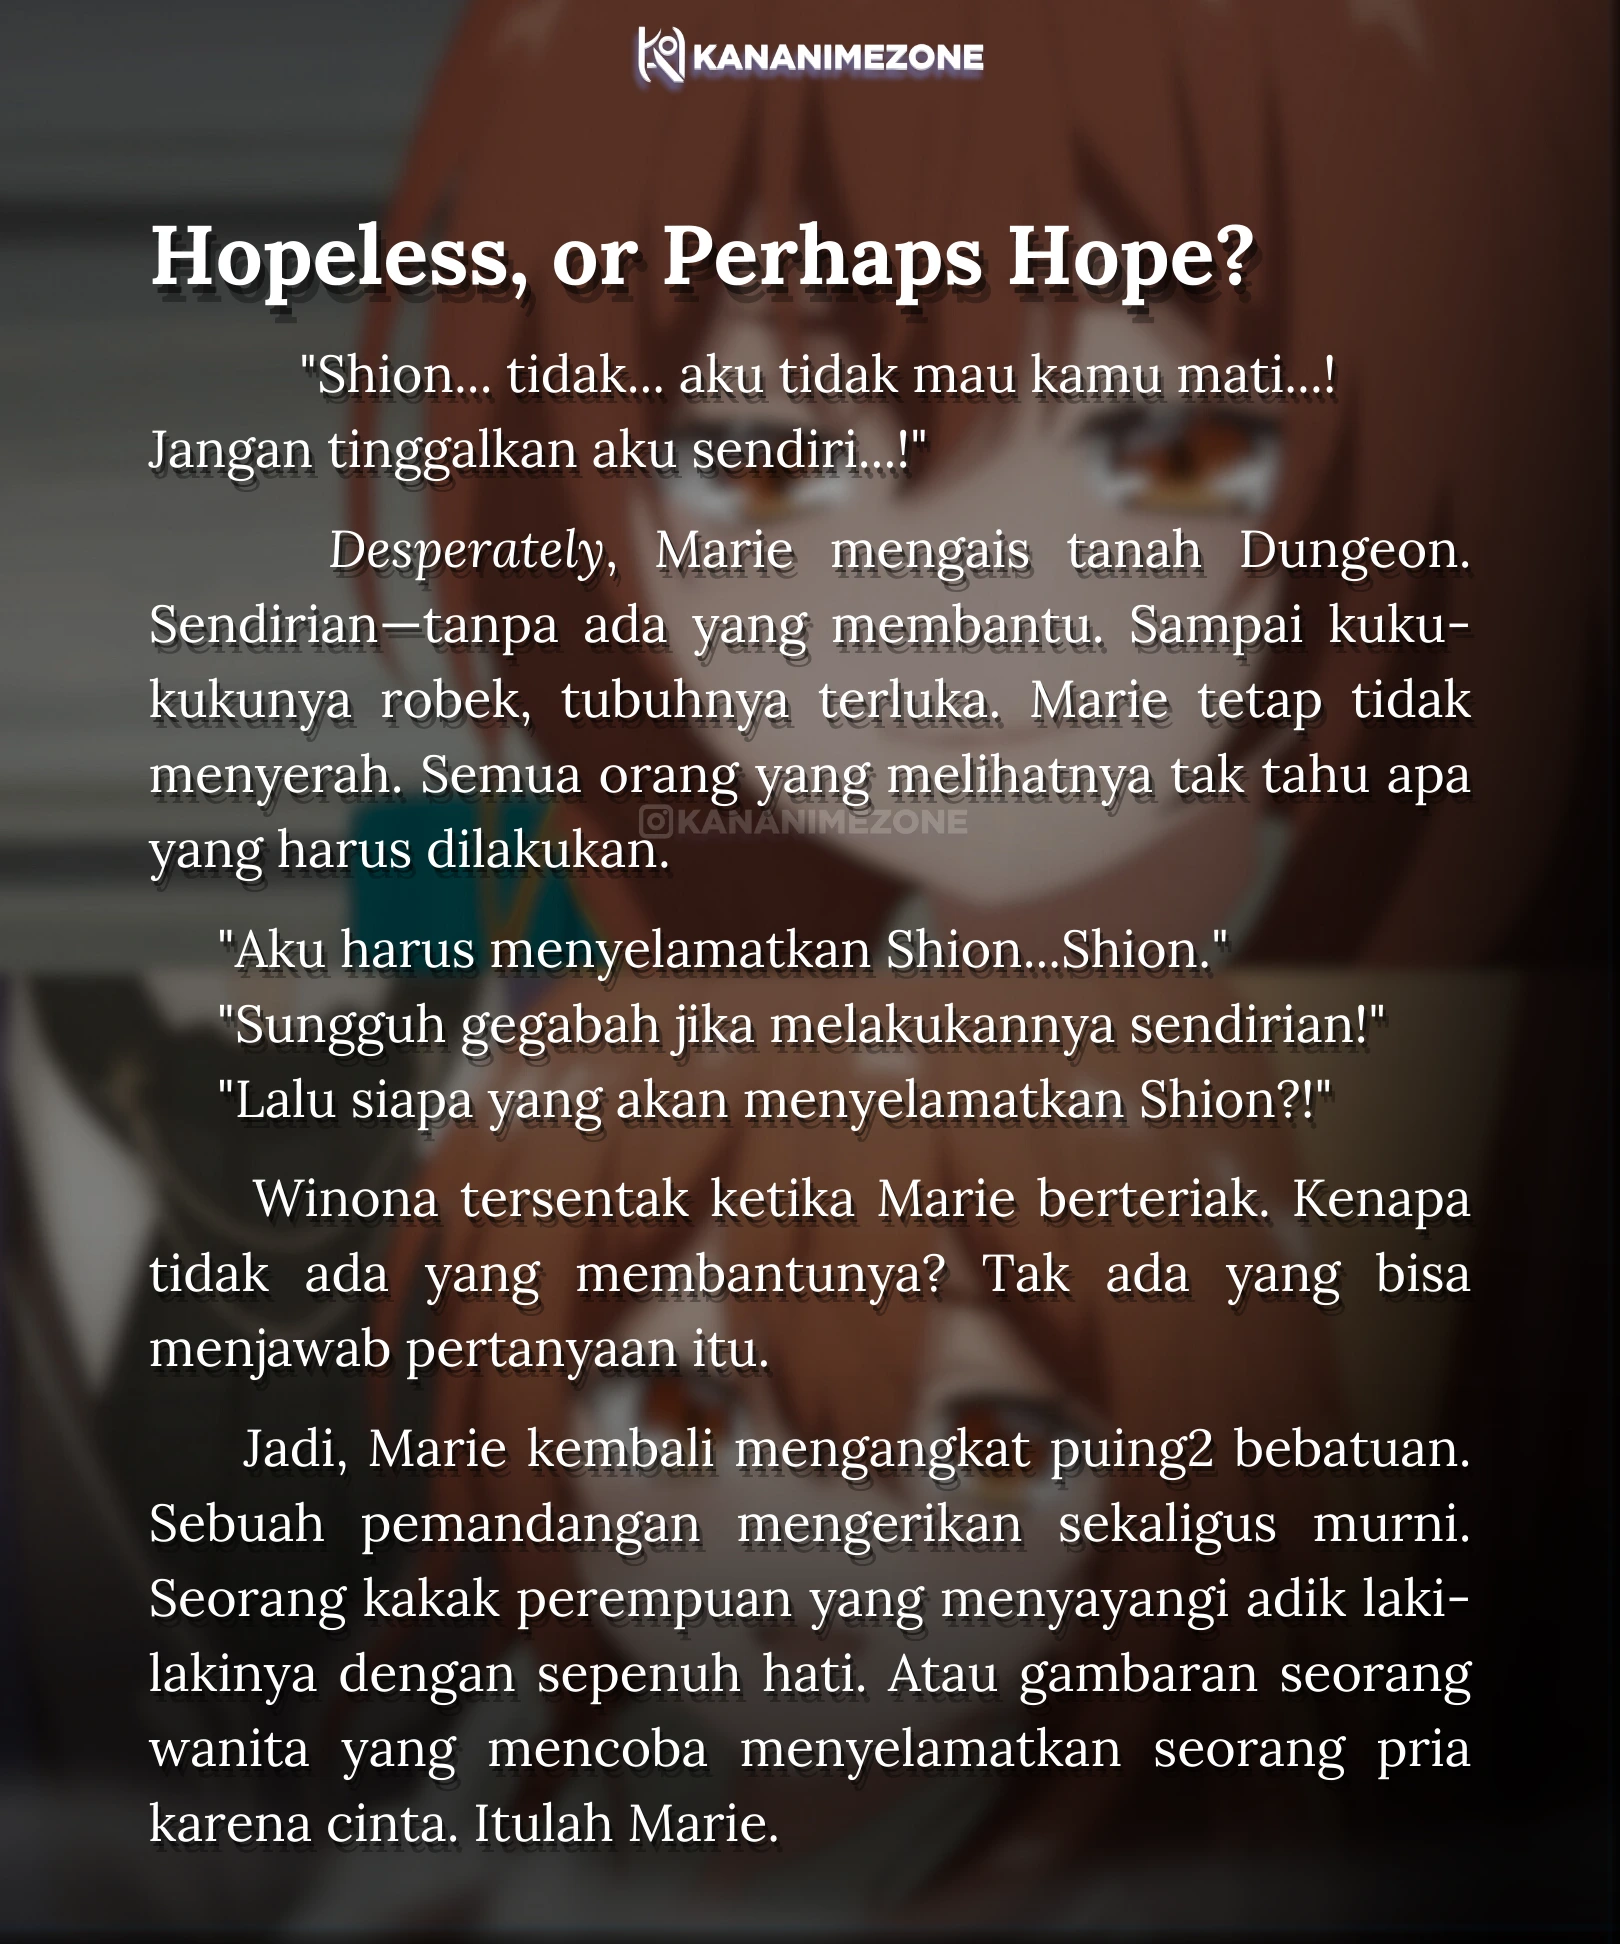 KANANIMEZONE
Hopeless, or Perhaps Hope?
"Shion... tidak... aku tidak mau kamu mati...!
Jangan tinggalkan aku sendiri...!"
Desperately, Marie mengais tanah Dungeon.
Sendirian—tanpa ada yang membantu. Sampai kuku-
kukunya robek, tubuhnya terluka. Marie tetap tidak
menyerah. Semua orang yang melihatnya tak tahu apa
KANANIMEZONE
yang harus dilakukan.
"Aku harus menyelamatkan Shion...Shion."
"Sungguh gegabah jika melakukannya sendirian!"
"Lalu siapa yang akan menyelamatkan Shion?!"
Winona tersentak ketika Marie berteriak. Kenapa
tidak ada yang membantunya? Tak ada yang bisa
menjawab pertanyaan itu.
Jadi, Marie kembali mengangkat puing2 bebatuan.
Sebuah pemandangan mengerikan sekaligus murni.
Seorang kakak perempuan yang menyayangi adik laki-
lakinya dengan sepenuh hati. Atau gambaran seorang
wanita yang mencoba menyelamatkan seorang pria
karena cinta. Itulah Marie.